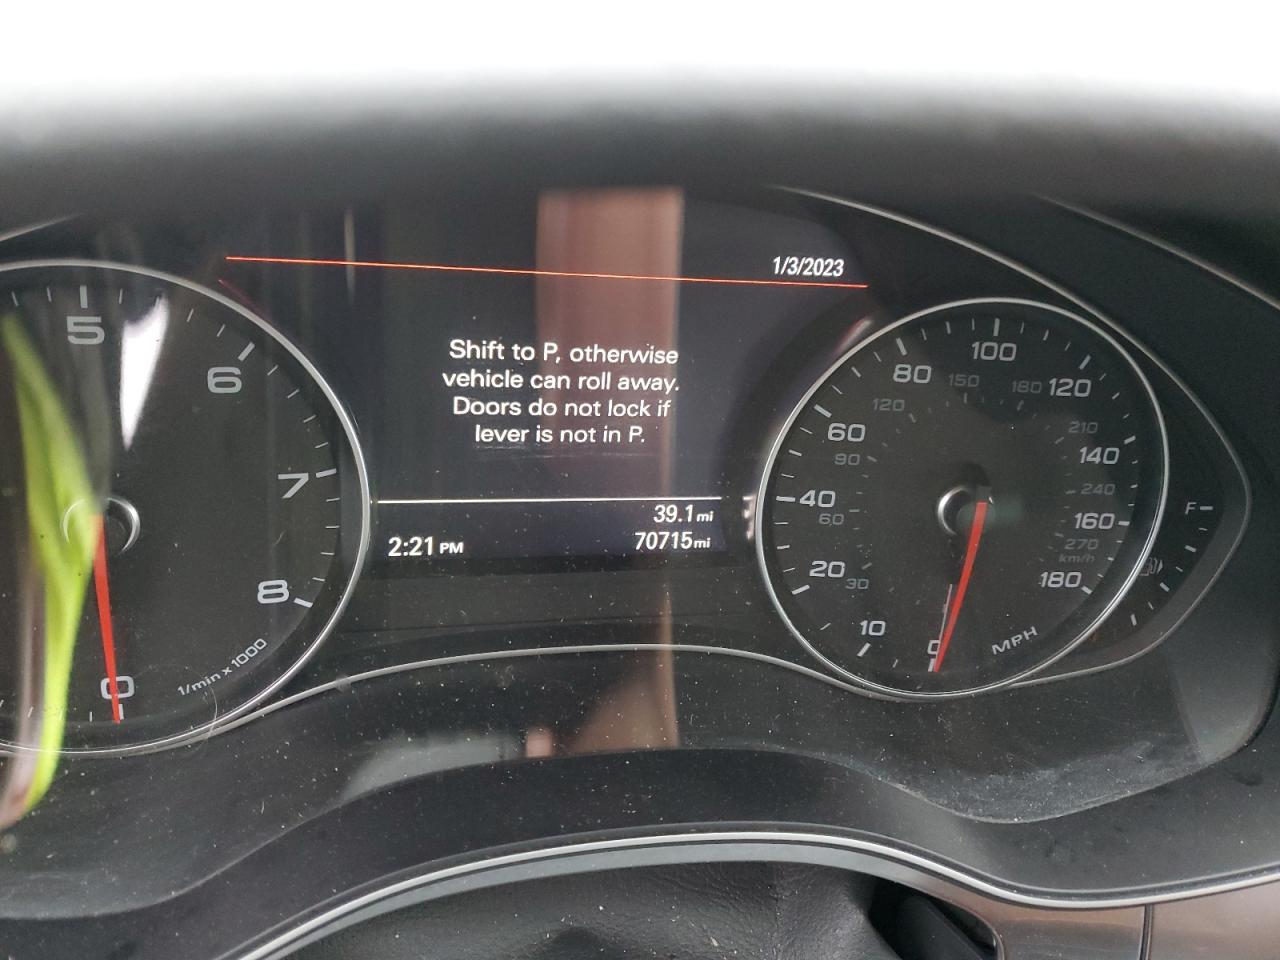 1/3/2023
Shift to P, otherwise
vehicle can roll away.
Doors do not lock if
lever is not in P.
39.1 mi
2:21 PM
70715 mi
5
6
7
8
0
1/min x 1000
0
10
20
40
60
80
100
120
140
160
180
MPH
30
60
90
120
150
180
210
240
270
km/h
F